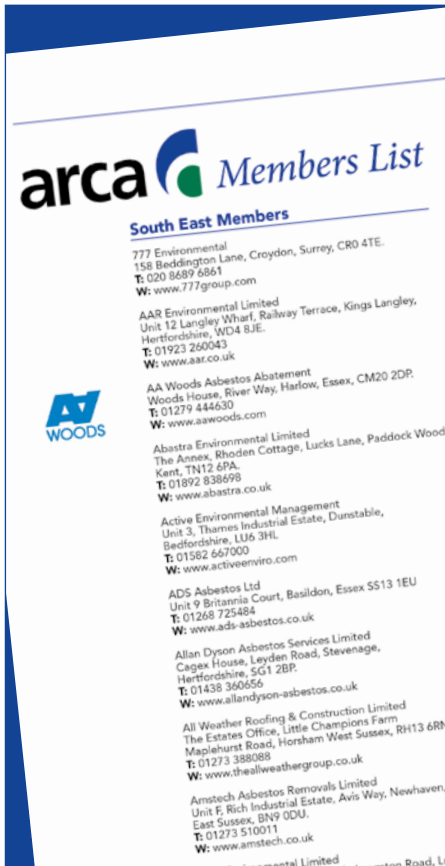 arca Members List
South East Members
777 Environmental
158 Beddington Lane, Croydon, Surrey, CR0 4TE.
T: 020 8689 6861
W: www.777group.com
AAR Environmental Limited
Unit 12 Langley Wharf, Railway Terrace, Kings Langley,
Hertfordshire, WD4 8JE.
T: 01923 260043
W: www.aar.co.uk
AA Woods Asbestos Abatement
Woods House, River Way, Harlow, Essex, CM20 2DP.
T: 01279 444630
W: www.aawoods.com
WOODS
Abastra Environmental Limited
The Annex, Rhoden Cottage, Lucks Lane, Paddock Wood
Kent, TN12 6PA.
T: 01892 838698
W: www.abastra.co.uk
Active Environmental Management
Unit 3, Thames Industrial Estate, Dunstable,
Bedfordshire, LU6 3HL
T: 01582 667000
W: www.activeenviro.com
ADS Asbestos Ltd
Unit 9 Britannia Court, Basildon, Essex SS13 1EU
T: 01268 725484
W: www.ads-asbestos.co.uk
Allan Dyson Asbestos Services Limited
Cagex House, Leyden Road, Stevenage,
Hertfordshire, SG1 2BP.
T: 01438 360656
W: www.allandyson-asbestos.co.uk
All Weather Roofing & Construction Limited
The Estates Office, Little Champions Farm
Maplehurst Road, Horsham West Sussex, RH13 6RN
T: 01273 388088
W: www.theallweathergroup.co.uk
Amstech Asbestos Removals Limited
Unit F, Rich Industrial Estate, Avis Way, Newhaven,
East Sussex, BN9 0DU.
T: 01273 510011
W: www.amstech.co.uk
Limited
Road,